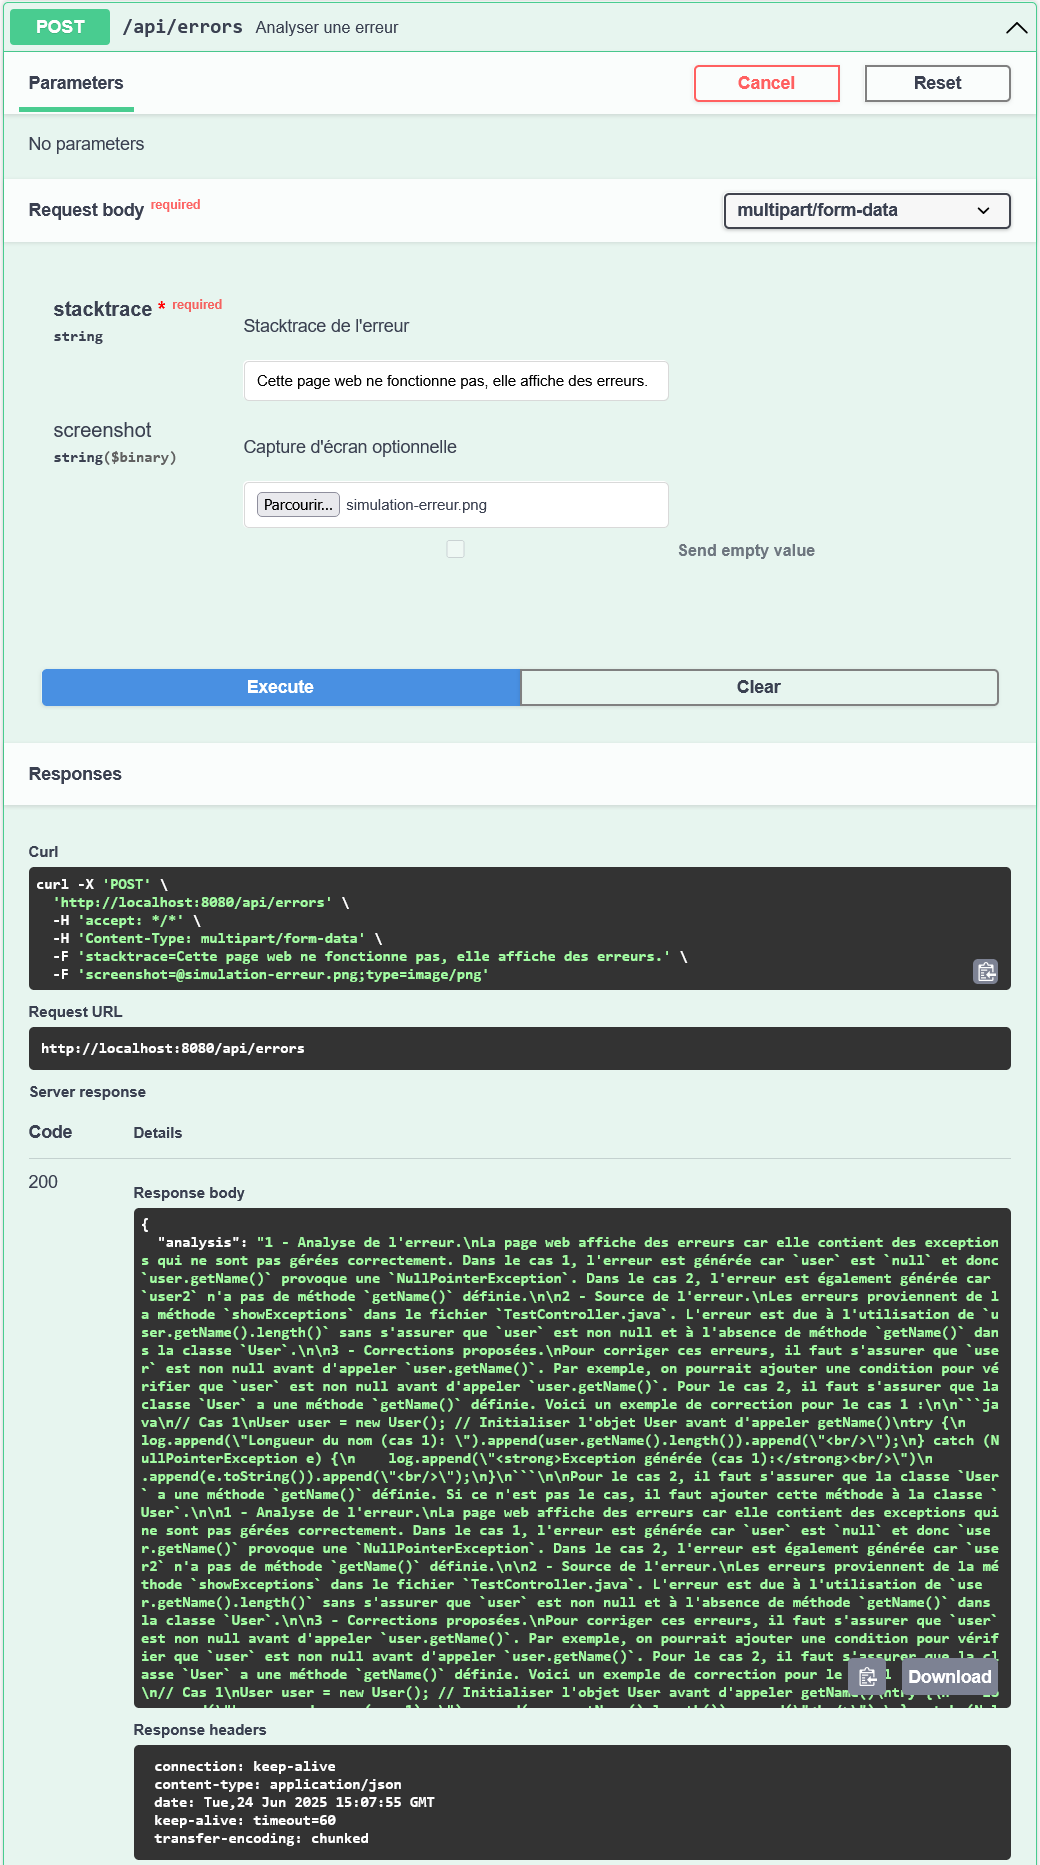 POST /api/errors Analyser une erreur
Parameters
Cancel
Reset
No parameters
Request body required
multipart/form-data
stacktrace * required
string
Stacktrace de l'erreur
Cette page web ne fonctionne pas, elle affiche des erreurs.
screenshot
string($binary)
Capture d'écran optionnelle
Parcourir... simulation-erreur.png
Send empty value
Execute
Clear
Responses
Curl
curl -X 'POST' \
'http://localhost:8080/api/errors' \
-H 'accept: */*' \
-H 'Content-Type: multipart/form-data' \
-F 'stacktrace=Cette page web ne fonctionne pas, elle affiche des erreurs.' \
-F 'screenshot=@simulation-erreur.png;type=image/png'
Request URL
http://localhost:8080/api/errors
Server response
Code
Details
200
Response body
{
"analysis": "1 - Analyse de l'erreur.\nLa page web affiche des erreurs car elle contient des exception
s qui ne sont pas gérées correctement. Dans le cas 1, l'erreur est générée car `user` est `null` et donc
`user.getName()` provoque une `NullPointerException`. Dans le cas 2, l'erreur est également générée car
`user2` n'a pas de méthode `getName()` définie.\n\n2 - Source de l'erreur.\nLes erreurs proviennent de l
a méthode `showExceptions` dans le fichier `TestController.java`. L'erreur est due à l'utilisation de `u
ser.getName().length()` sans s'assurer que `user` est non null et à l'absence de méthode `getName()` dan
s la classe `User`.\n\n3 - Corrections proposées.\nPour corriger ces erreurs, il faut s'assurer que `use
r` est non null avant d'appeler `user.getName()`. Par exemple, on pourrait ajouter une condition pour vé
rifier que `user` est non null avant d'appeler `user.getName()`. Pour le cas 2, il faut s'assurer que la
classe `User` a une méthode `getName()` définie. Voici un exemple de correction pour le cas 1 :\n\n```ja
va\n// Cas 1\nUser user = new User(); // Initialiser l'objet User avant d'appeler getName()\ntry {\n
log.append(\"Longueur du nom (cas 1): \").append(user.getName().length()).append(\"<br/>\");\n} catch (N
ullPointerException e) {\n    log.append(\"<strong>Exception générée (cas 1):</strong><br/>\")\n
.append(e.toString()).append(\"<br/>\");\n}\n```\n\nPour le cas 2, il faut s'assurer que la classe `User
` a une méthode `getName()` définie. Si ce n'est pas le cas, il faut ajouter cette méthode à la classe `
User`.\n\n1 - Analyse de l'erreur.\nLa page web affiche des erreurs car elle contient des exceptions qui
ne sont pas gérées correctement. Dans le cas 1, l'erreur est générée car `user` est `null` et donc `use
r.getName()` provoque une `NullPointerException`. Dans le cas 2, l'erreur est également générée car `use
r2` n'a pas de méthode `getName()` définie.\n\n2 - Source de l'erreur.\nLes erreurs proviennent de la mé
thode `showExceptions` dans le fichier `TestController.java`. L'erreur est due à l'utilisation de `use
r.getName().length()` sans s'assurer que `user` est non null et à l'absence de méthode `getName()` dans
la classe `User`.\n\n3 - Corrections proposées.\nPour corriger ces erreurs, il faut s'assurer que `user`
est non null avant d'appeler `user.getName()`. Par exemple, on pourrait ajouter une condition pour vérif
ier que `user` est non null avant d'appeler `user.getName()`. Pour le cas 2, il faut s'assurer que la cl
asse `User` a une méthode `getName()` définie. Voici un exemple de correction pour le
\n// Cas 1\nUser user = new User(); // Initialiser l'objet User avant d'appeler
Download
Response headers
connection: keep-alive
content-type: application/json
date: Tue,24 Jun 2025 15:07:55 GMT
keep-alive: timeout=60
transfer-encoding: chunked